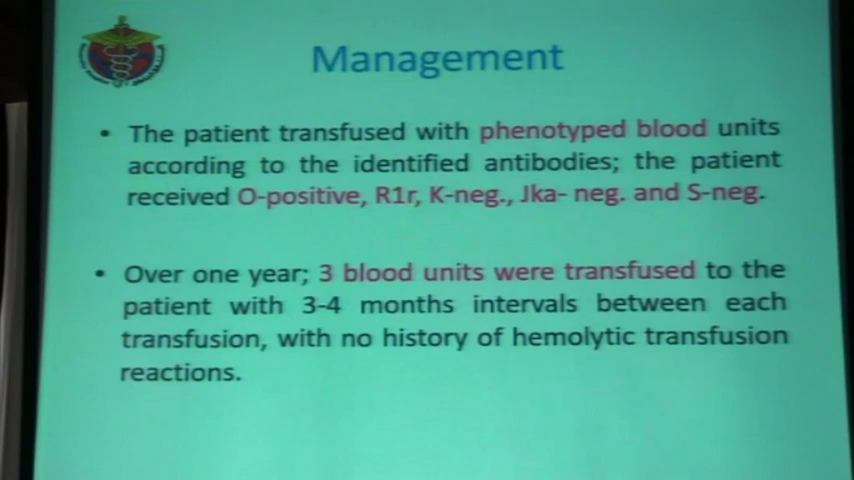 Management
• The patient transfused with phenotyped blood units
according to the identified antibodies; the patient
received O-positive, R1r, K-neg., Jka- neg. and S-neg.
• Over one year; 3 blood units were transfused to the
patient with 3-4 months intervals between each
transfusion, with no history of hemolytic transfusion
reactions.